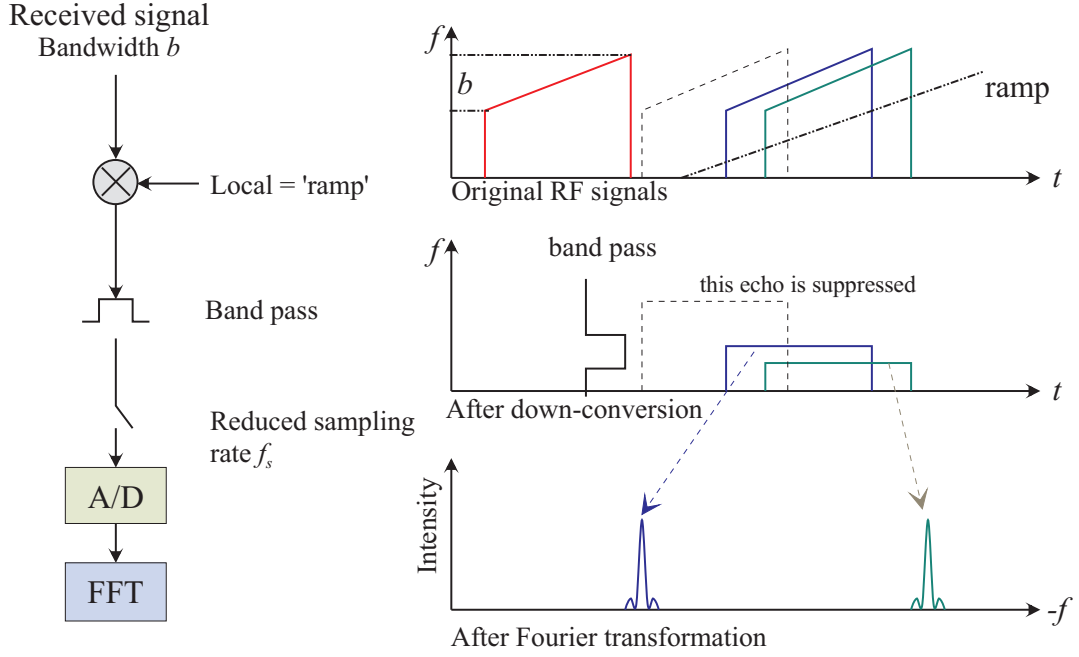 Received signal
Bandwidth b
Local = 'ramp'
Band pass
Reduced sampling
rate fs
A/D
FFT
f
b
ramp
t
Original RF signals
f
band pass
this echo is suppressed
t
After down-conversion
Intensity
-f
After Fourier transformation